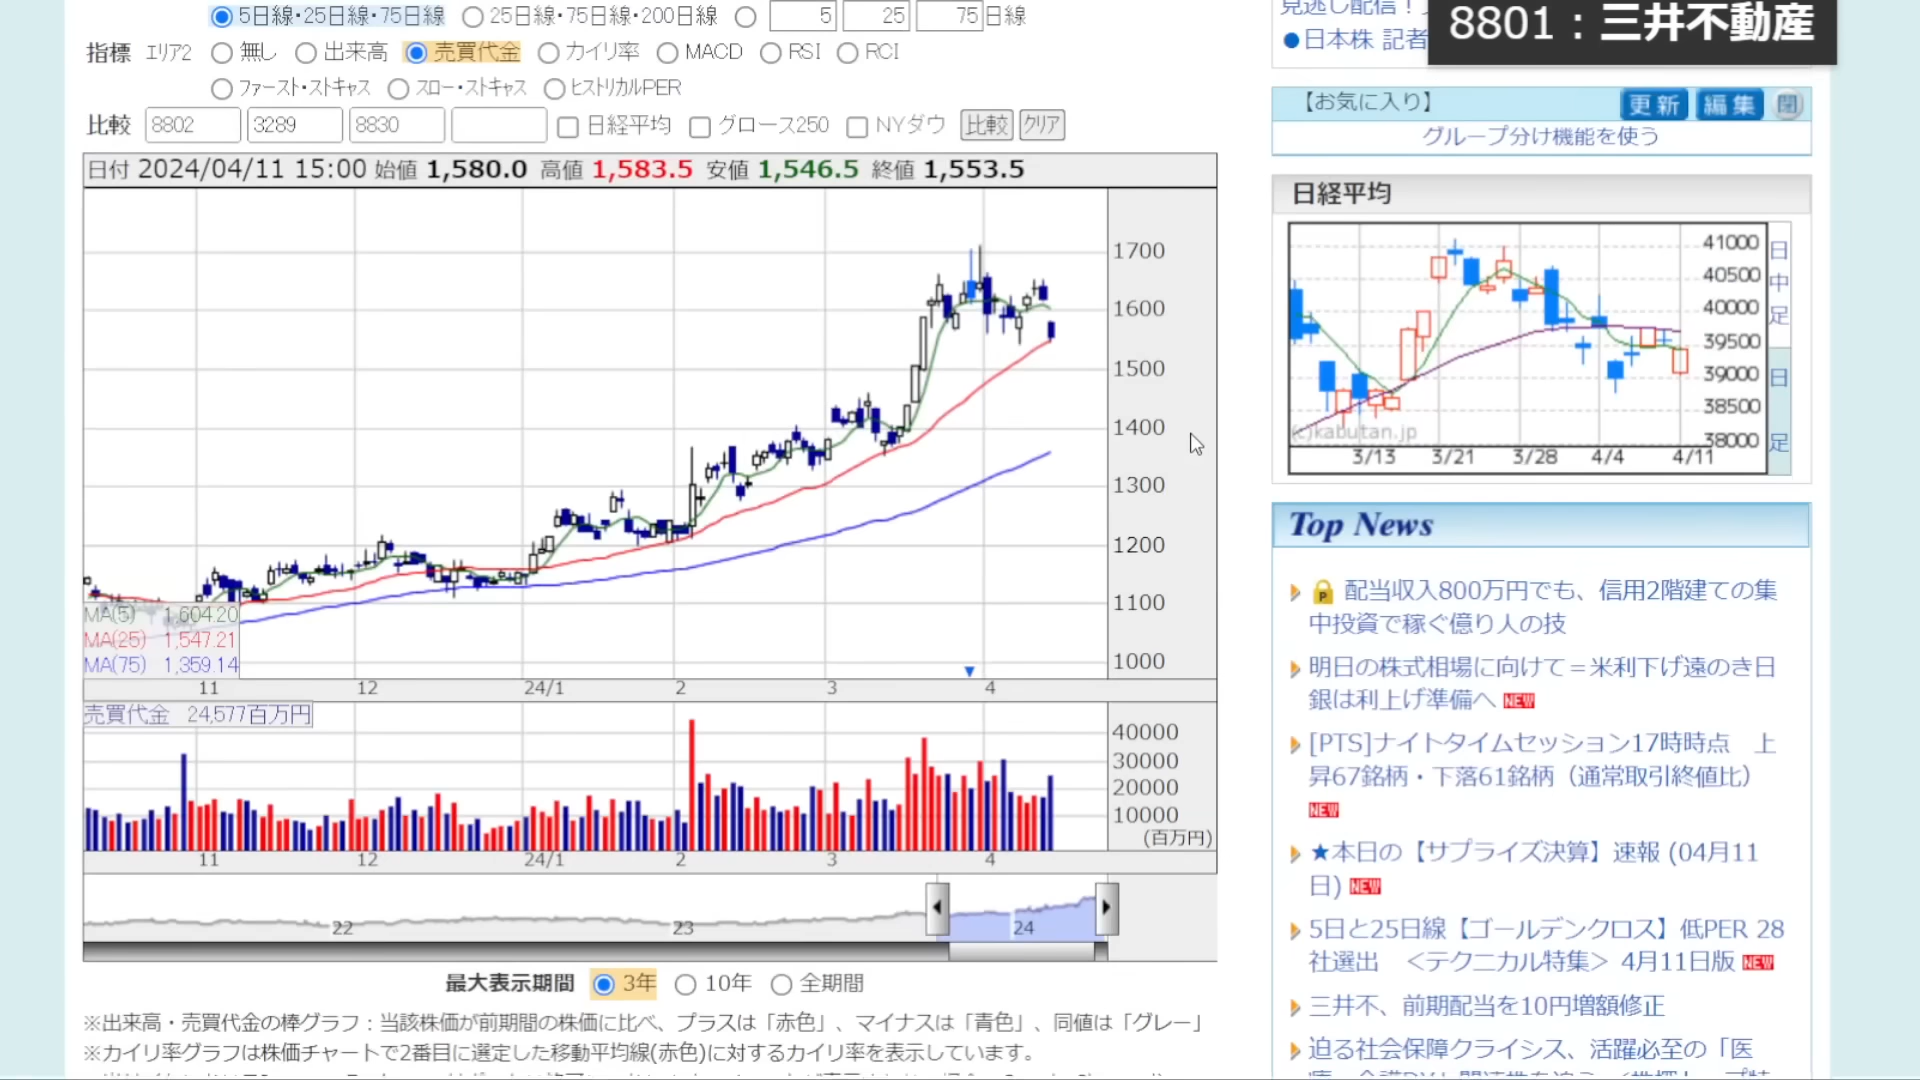 5日線･25日線･75日線 25日線･75日線･200日線 5 25 75 日線
指標 エリア2 無し 出来高 売買代金 カイリ率 MACD RSI RCI
ファースト･ストキャス スロー･ストキャス ヒストリカルPER
比較 8802 3289 8830 日経平均 グロース250 NYダウ 比較 クリア
日付 2024/04/11 15:00 始値 1,580.0 高値 1,583.5 安値 1,546.5 終値 1,553.5
1700
1600
1500
1400
1300
1200
1100
1000
MA(5) 1,604.20
MA(25) 1,547.21
MA(75) 1,359.14
11 12 24/1 2 3 4
売買代金 24,577百万円
40000
30000
20000
10000
(百万円)
11 12 24/1 2 3 4
22 23 24
最大表示期間 3年 10年 全期間
※出来高・売買代金の棒グラフ：当該株価が前期間の株価に比べ、プラスは「赤色」、マイナスは「青色」、同値は「グレー」
※カイリ率グラフは株価チャートで2番目に選定した移動平均線(赤色)に対するカイリ率を表示しています。
見逃し配信！
●日本株 記者
8801：三井不動産
【お気に入り】 更新 編集 閉
グループ分け機能を使う
日経平均
41000
40500
40000
39500
39000
38500
38000
(c)kabutan.jp
3/13 3/21 3/28 4/4 4/11
日中足
日足
Top News
配当収入800万円でも、信用2階建ての集
中投資で稼ぐ億り人の技
明日の株式相場に向けて＝米利下げ遠のき日
銀は利上げ準備へ NEW
[PTS]ナイトタイムセッション17時時点　上
昇67銘柄・下落61銘柄（通常取引終値比）
NEW
★本日の【サプライズ決算】速報 (04月11
日) NEW
5日と25日線【ゴールデンクロス】低PER 28
社選出　＜テクニカル特集＞ 4月11日版 NEW
三井不、前期配当を10円増額修正
迫る社会保障クライシス、活躍必至の「医